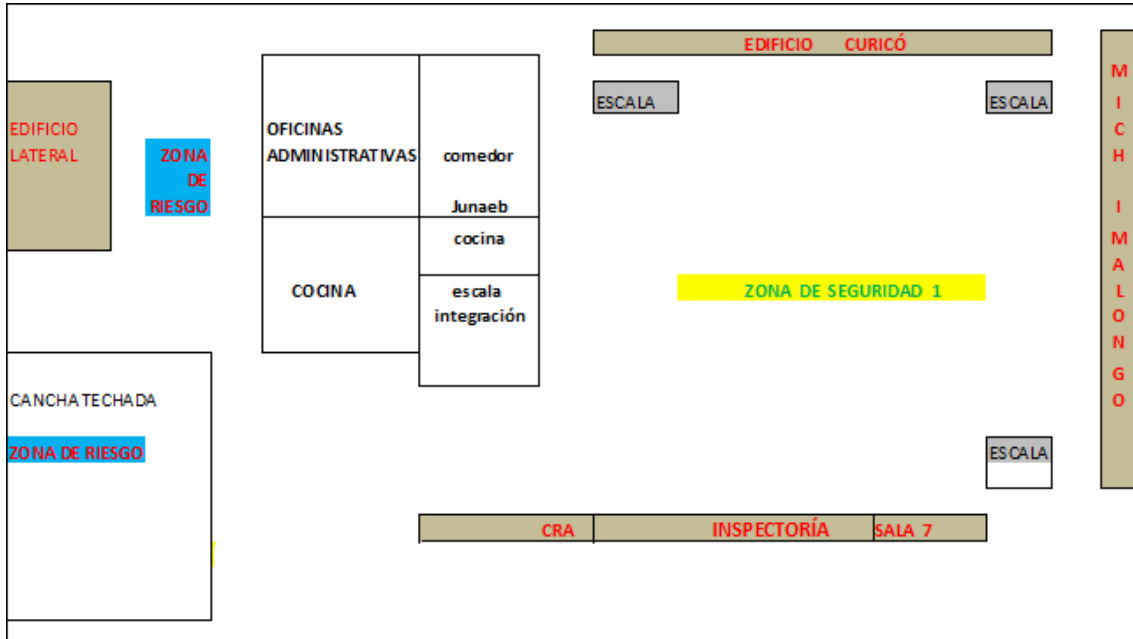 EDIFICIO CURICÓ
ESCALA
ESCALA
EDIFICIO
LATERAL
ZONA
DE
RIESGO
OFICINAS
ADMINISTRATIVAS
comedor
Junaeb
cocina
COCINA
escala
integración
ZONA DE SEGURIDAD 1
M
I
C
H
I
M
A
L
O
N
G
O
CANCHA TECHADA
ZONA DE RIESGO
ESCALA
CRA
INSPECTORÍA
SALA 7